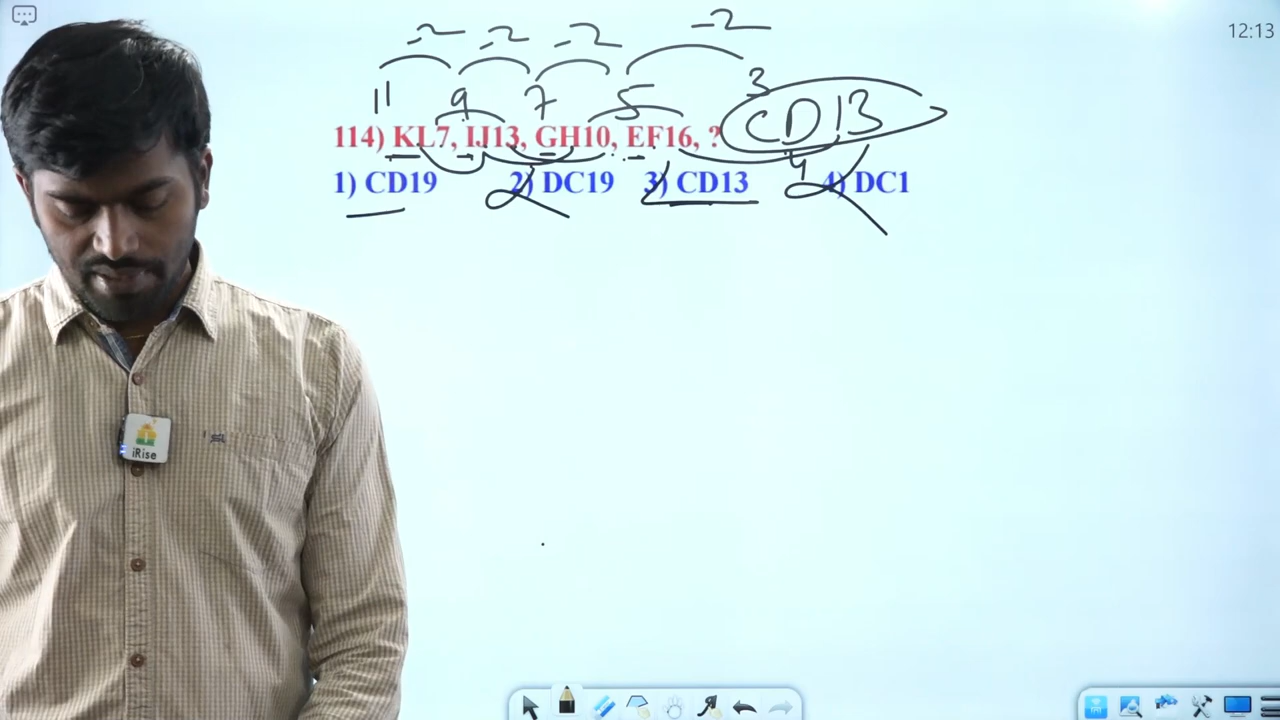 12:13
-2 -2 -2 -2
11 9 7 5 3
114) KL7, IJ13, GH10, EF16, ? CD13
4
1) CD19 2) DC19 3) CD13 4) DC1
iRise